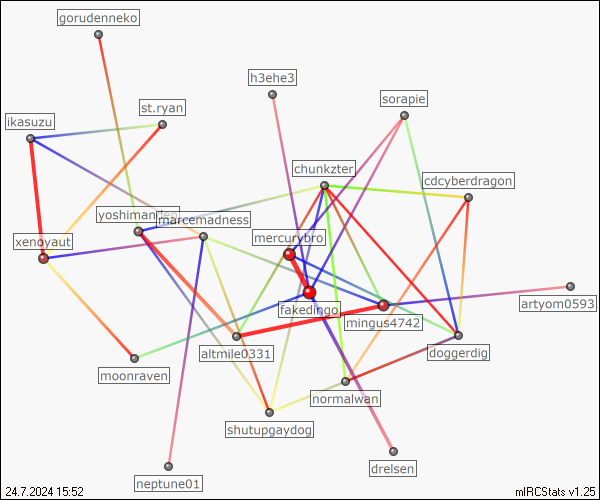 gorudenneko
h3ehe3
sorapie
st.ryan
ikasuzu
chunkzter
cdcyberdragon
marcemadness
mercurybro
xenoyaut
artyom0593
fakedingo
mingus4742
altmile0331
doggerdig
moonraven
normalwan
shutupgaydog
drelsen
neptune01
24.7.2024 15:52
mIRCStats v1.25